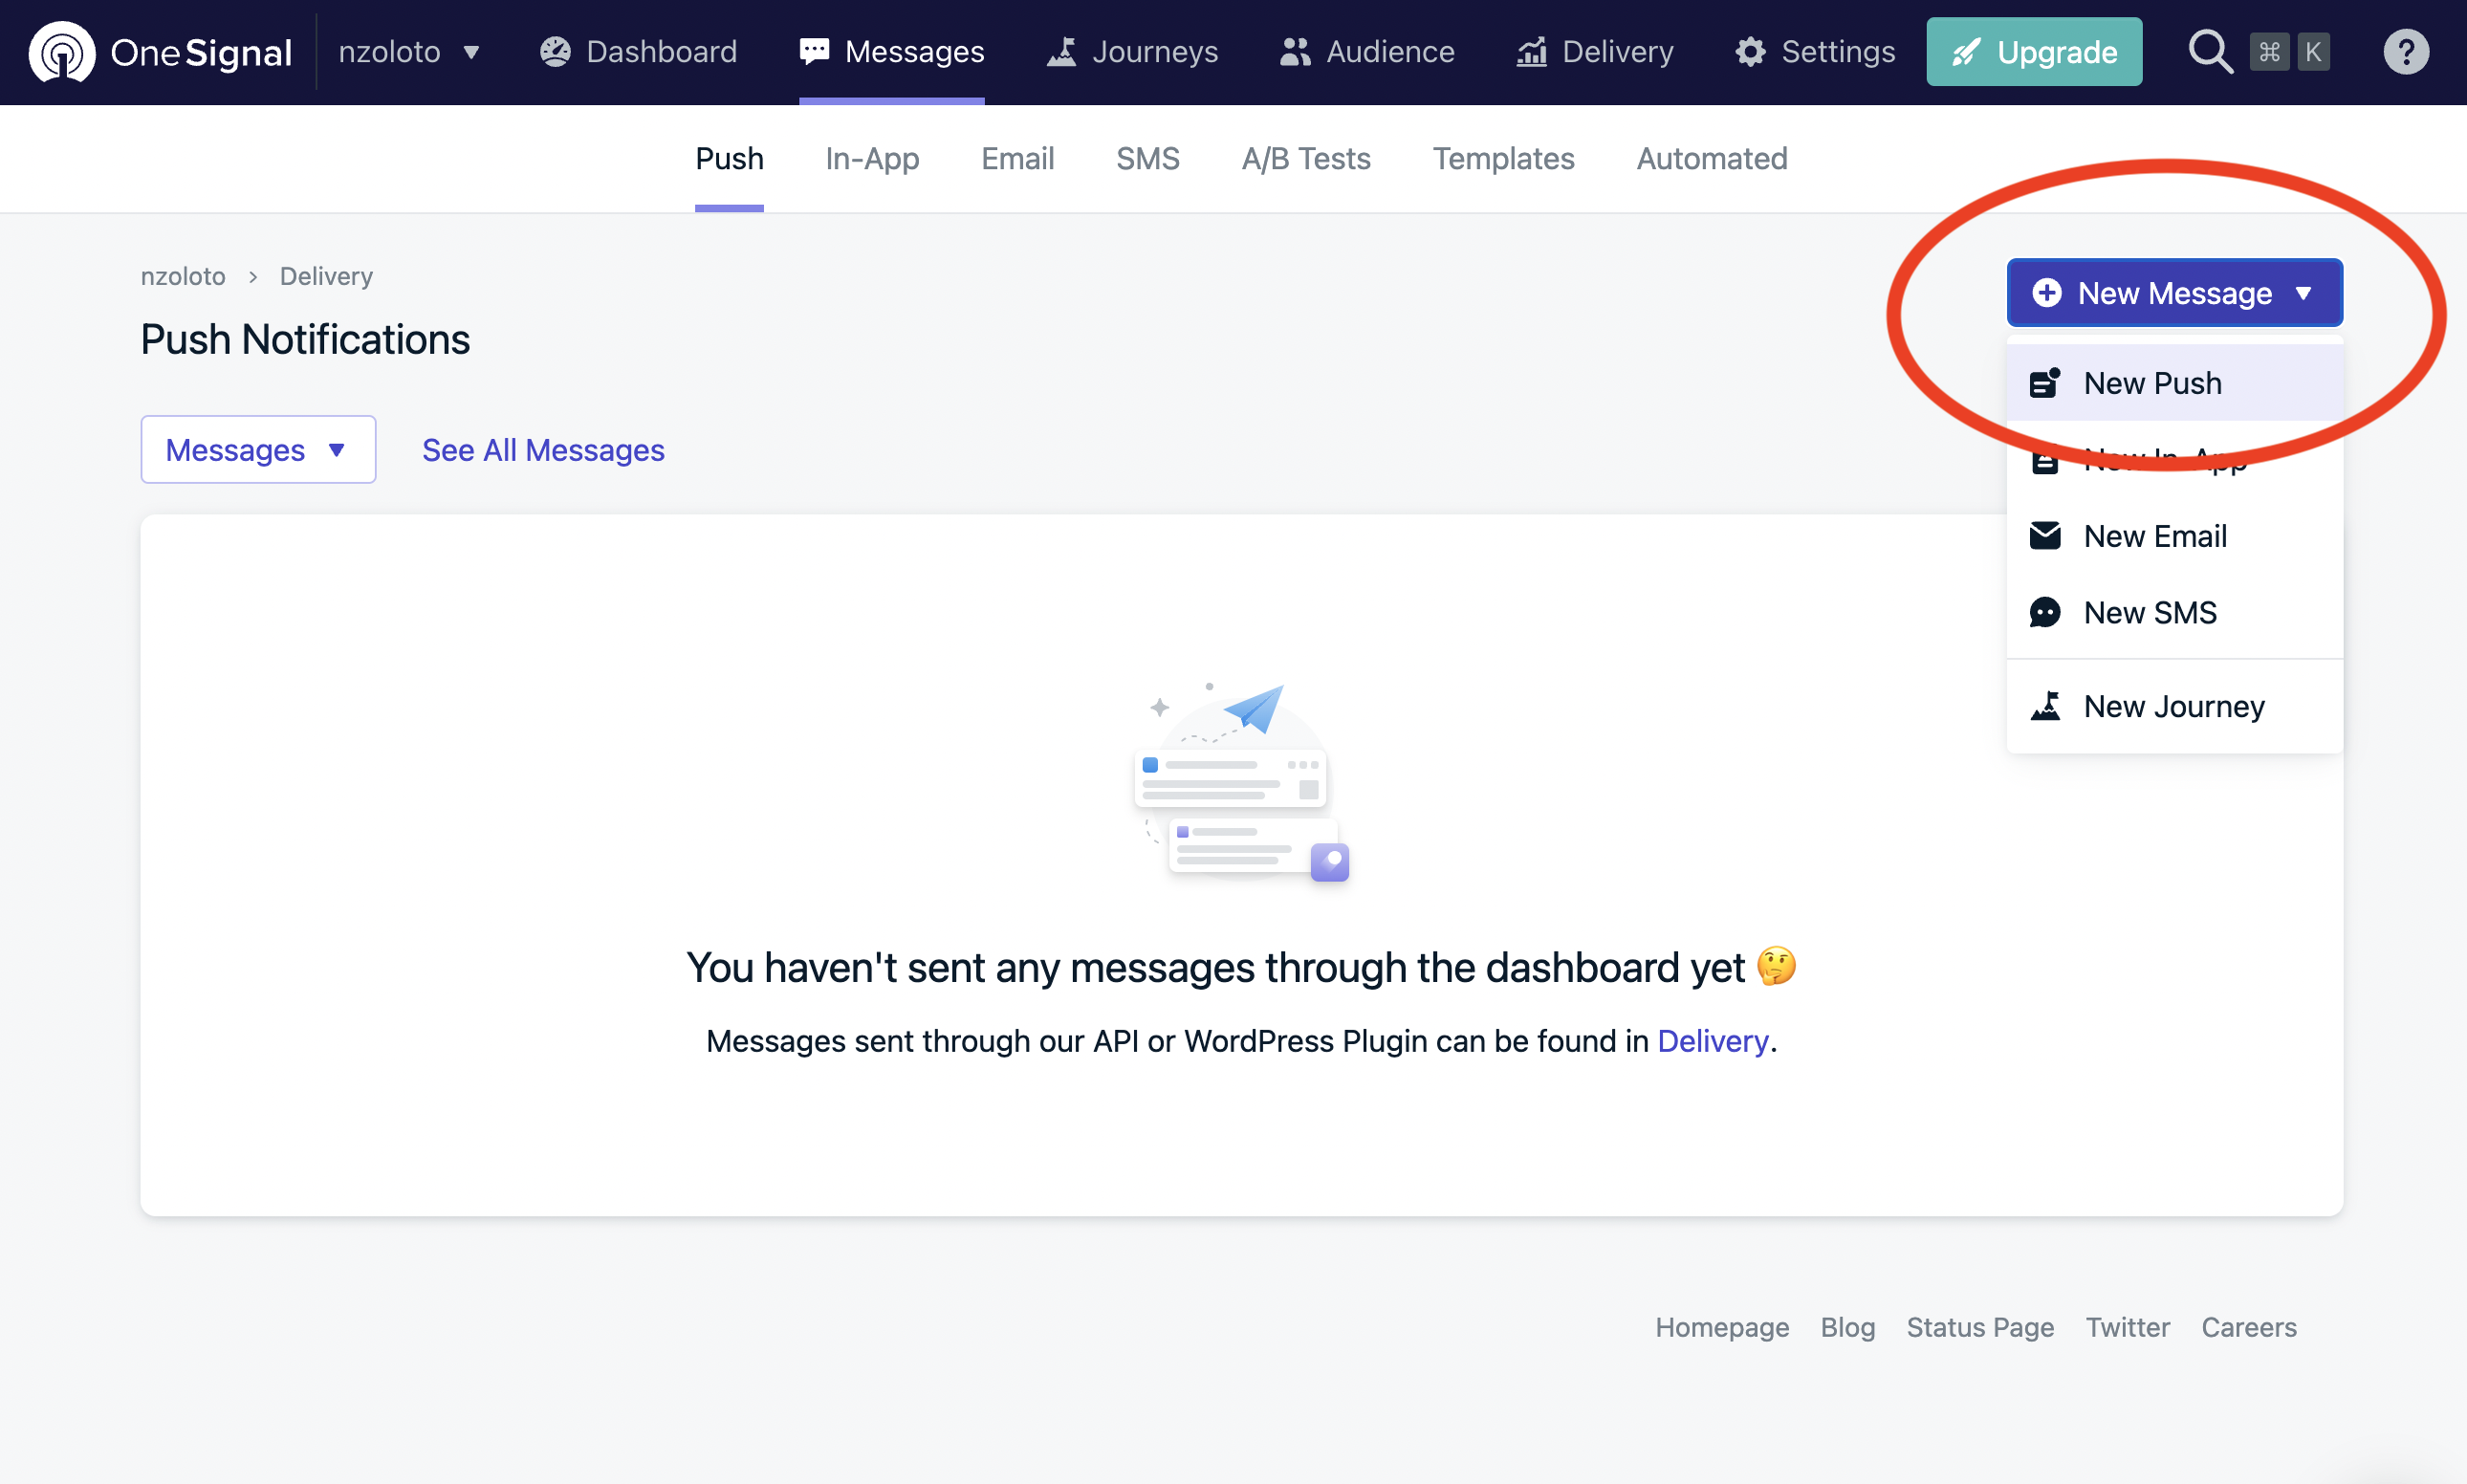 OneSignal nzoloto Dashboard Messages Journeys Audience Delivery Settings Upgrade ⌘ K ?
Push In-App Email SMS A/B Tests Templates Automated
nzoloto > Delivery
New Message
Push Notifications
New Push
Messages See All Messages
New In-App
New Email
New SMS
New Journey
You haven't sent any messages through the dashboard yet 🤔
Messages sent through our API or WordPress Plugin can be found in Delivery.
Homepage Blog Status Page Twitter Careers